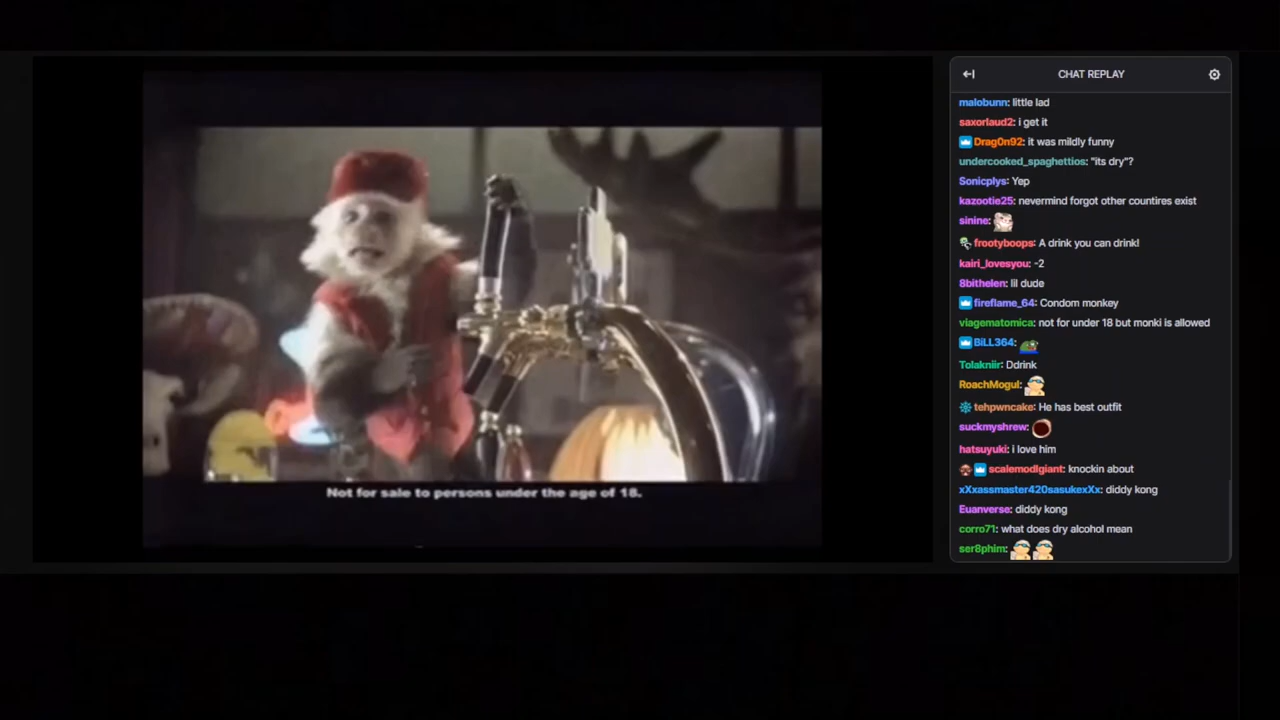 CHAT REPLAY
malobunn: little lad
saxorlaud2: i get it
Drag0n92: it was mildly funny
undercooked_spaghettios: "its dry"?
Sonicplys: Yep
kazootie25: nevermind forgot other countires exist
sinine:
frootyboops: A drink you can drink!
kairi_lovesyou: -2
8bithelen: lil dude
fireflame_64: Condom monkey
viagematomica: not for under 18 but monki is allowed
BiLL364:
Tolakniir: Ddrink
RoachMogul:
tehpwncake: He has best outfit
suckmyshrew:
hatsuyuki: i love him
scalemodlgiant: knockin about
xXxassmaster420sasukexXx: diddy kong
Euanverse: diddy kong
corro71: what does dry alcohol mean
ser8phim:
Not for sale to persons under the age of 18.